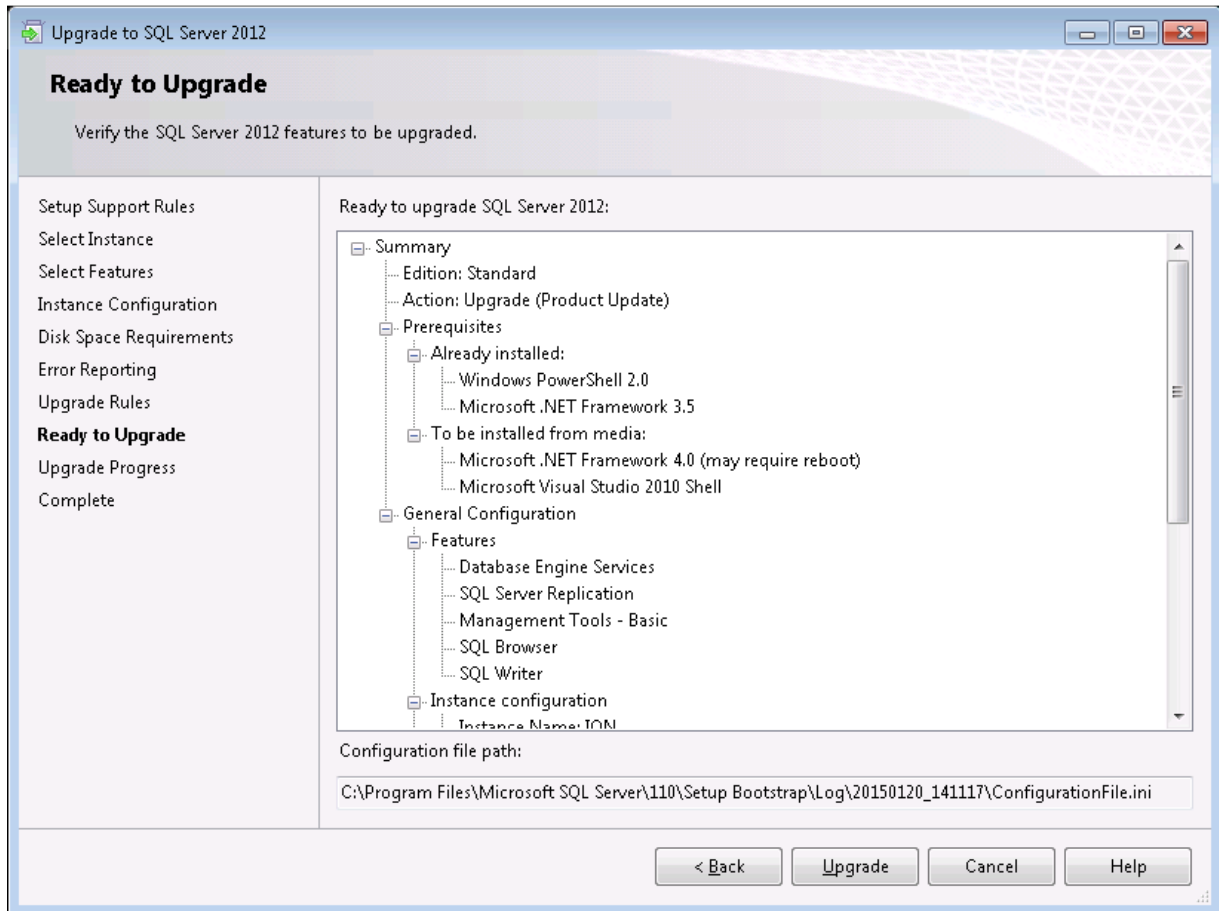 Upgrade to SQL Server 2012
Ready to Upgrade
Verify the SQL Server 2012 features to be upgraded.
Setup Support Rules
Select Instance
Select Features
Instance Configuration
Disk Space Requirements
Error Reporting
Upgrade Rules
Ready to Upgrade
Upgrade Progress
Complete
Ready to upgrade SQL Server 2012:
Summary
Edition: Standard
Action: Upgrade (Product Update)
Prerequisites
Already installed:
Windows PowerShell 2.0
Microsoft .NET Framework 3.5
To be installed from media:
Microsoft .NET Framework 4.0 (may require reboot)
Microsoft Visual Studio 2010 Shell
General Configuration
Features
Database Engine Services
SQL Server Replication
Management Tools - Basic
SQL Browser
SQL Writer
Instance configuration
Instance Name: ION
Configuration file path:
C:\Program Files\Microsoft SQL Server\110\Setup Bootstrap\Log\20150120_141117\ConfigurationFile.ini
< Back
Upgrade
Cancel
Help